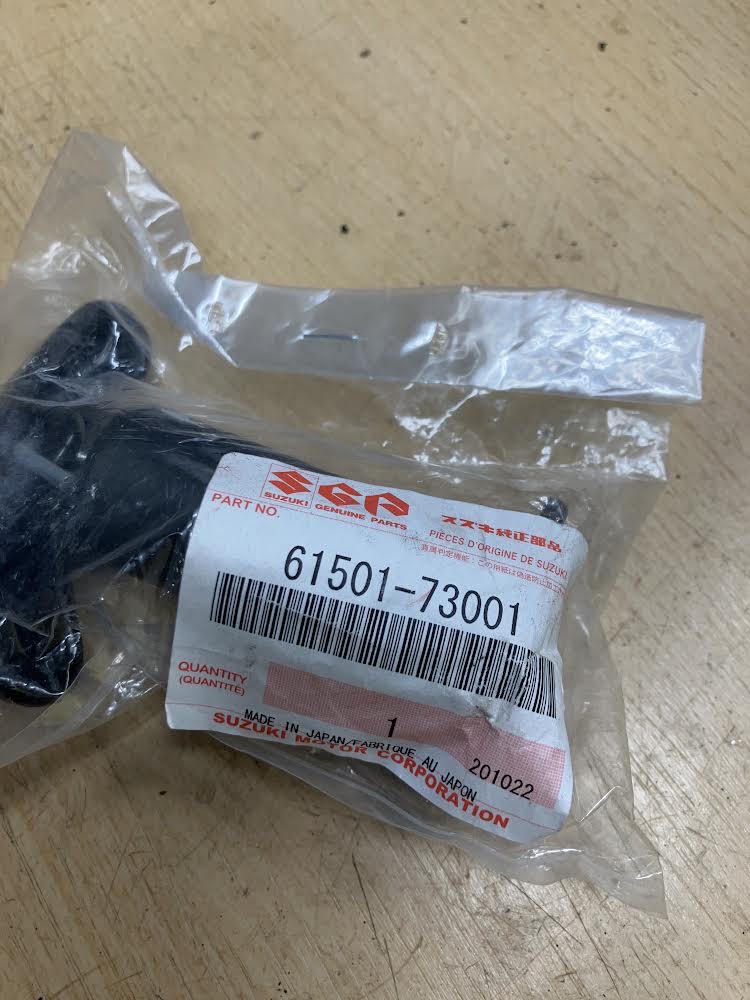 SUZUKI
SGP
GENUINE PARTS
スズキ純正部品
PART NO.
PIÈCES D'ORIGINE DE SUZUKI
61501-73001
QUANTITY
(QUANTITÉ)
1
MADE IN JAPAN/FABRIQUE AU JAPON
201022
SUZUKI MOTOR CORPORATION